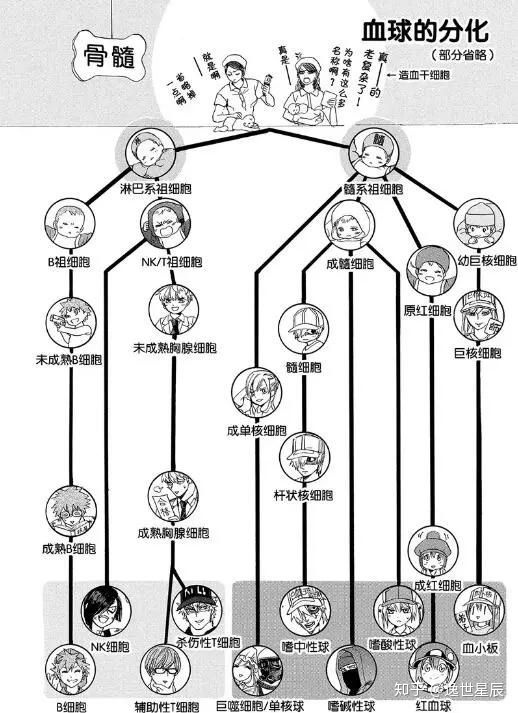 血球的分化
（部分省略）
骨髓
← 造血干细胞
真——的
老复杂了！
为啥有这么多
名称啊？
真是——
就是啊——
省略掉
一点啊
髓
淋巴系祖细胞
髓系祖细胞
B祖细胞
NK/T祖细胞
成髓细胞
幼巨核细胞
原红细胞
未成熟B细胞
未成熟胸腺细胞
髓细胞
巨核细胞
成单核细胞
杆状核细胞
合格
成熟B细胞
成熟胸腺细胞
成红细胞
NK细胞
杀伤性T细胞
嗜中性球
嗜酸性球
血小板
B细胞
辅助性T细胞
巨噬细胞/单核球
嗜碱性球
红血球
知乎 @逸世星辰